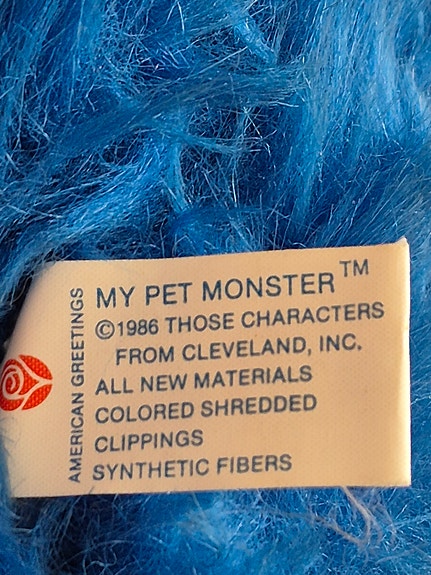 MY PET MONSTER™
©1986 THOSE CHARACTERS
FROM CLEVELAND, INC.
ALL NEW MATERIALS
COLORED SHREDDED
CLIPPINGS
SYNTHETIC FIBERS
AMERICAN GREETINGS